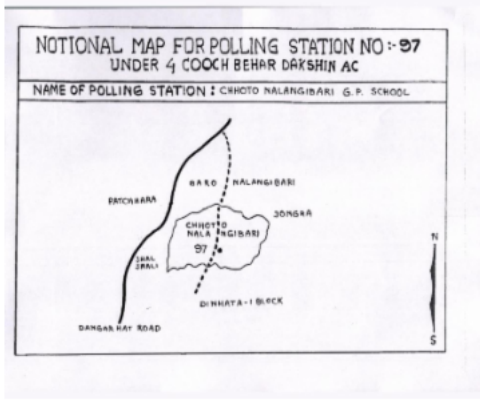 NOTIONAL MAP FOR POLLING STATION NO :- 97
UNDER 4 COOCH BEHAR DAKSHIN AC
NAME OF POLLING STATION : CHHOTO NALANGIBARI G.P. SCHOOL
BARO NALANGIBARI
PATCHHARA
JONGRA
CHHOTO
NALANGIBARI
97
N
DINHATA-I BLOCK
DANGAR HAT ROAD
S